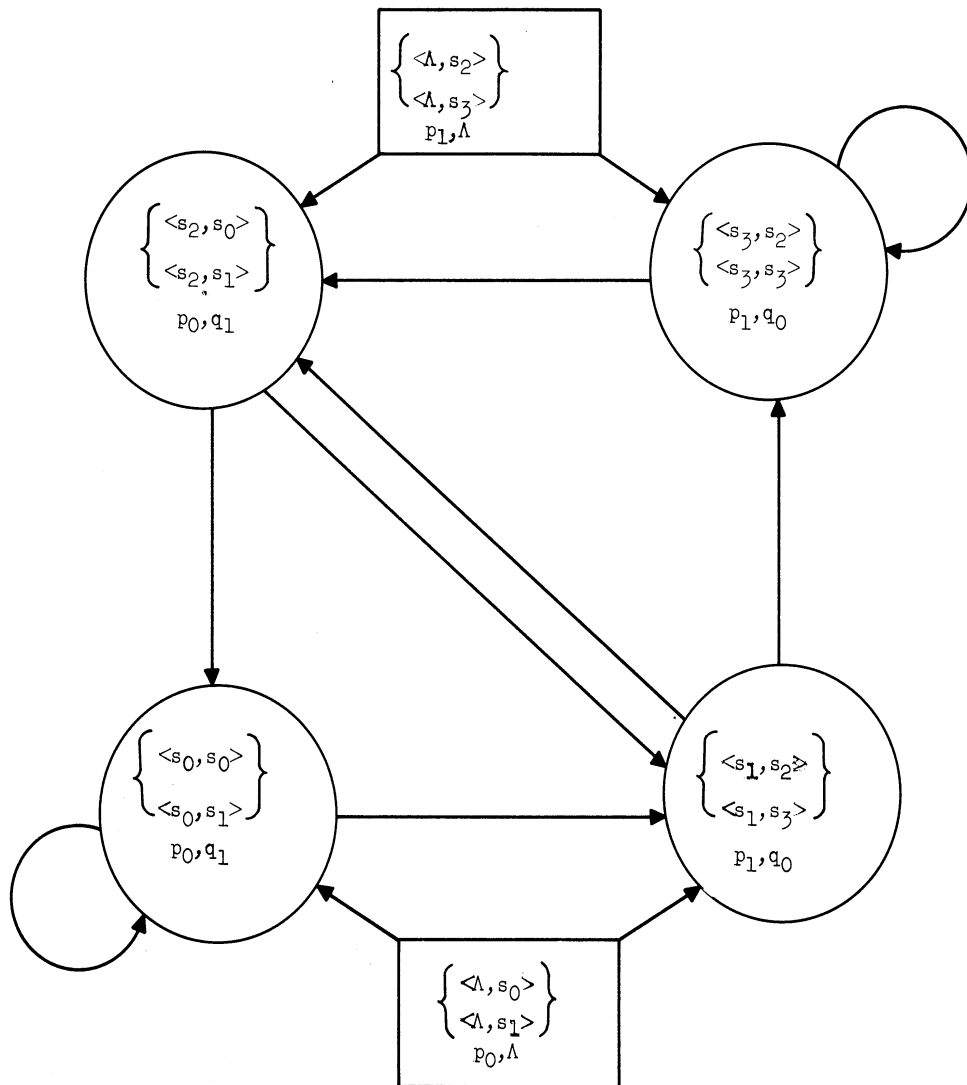 <Λ,s₂>
<Λ,s₃>
p₁,Λ
<s₂,s₀>
<s₂,s₁>
p₀,q₁
<s₃,s₂>
<s₃,s₃>
p₁,q₀
<s₀,s₀>
<s₀,s₁>
p₀,q₁
<s₁,s₂>
<s₁,s₃>
p₁,q₀
<Λ,s₀>
<Λ,s₁>
p₀,Λ